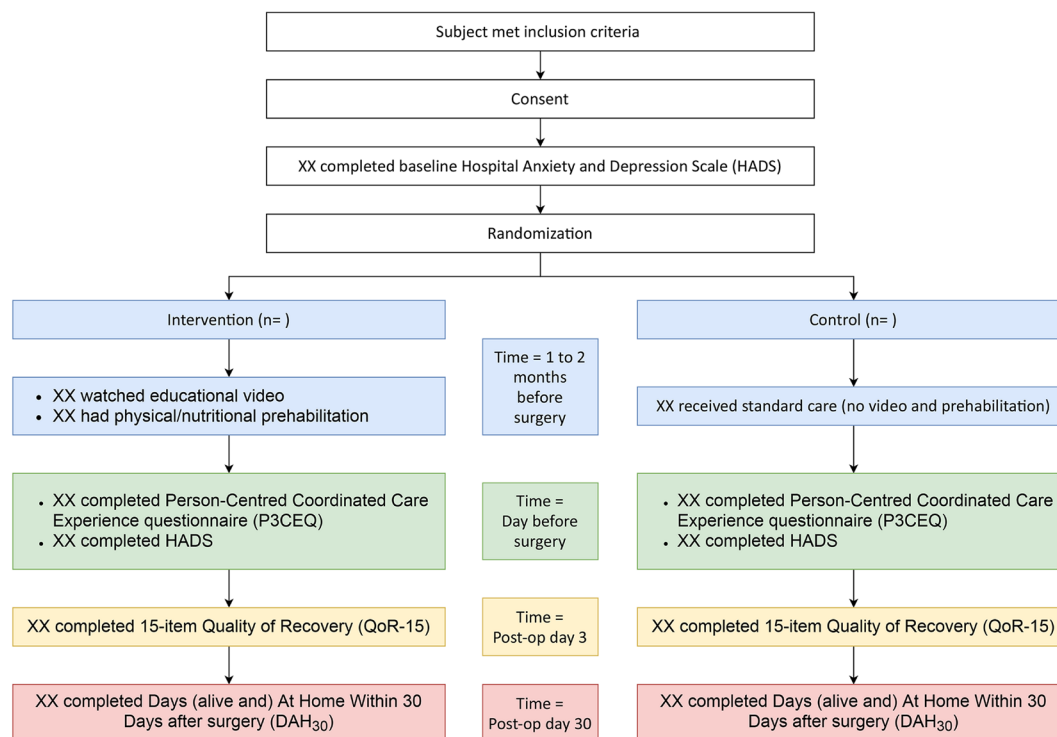 Subject met inclusion criteria
Consent
XX completed baseline Hospital Anxiety and Depression Scale (HADS)
Randomization
Intervention (n= )
Control (n= )
Time = 1 to 2
months
before
surgery
• XX watched educational video
• XX had physical/nutritional prehabilitation
XX received standard care (no video and prehabilitation)
• XX completed Person-Centred Coordinated Care
Experience questionnaire (P3CEQ)
• XX completed HADS
Time =
Day before
surgery
• XX completed Person-Centred Coordinated Care
Experience questionnaire (P3CEQ)
• XX completed HADS
XX completed 15-item Quality of Recovery (QoR-15)
Time =
Post-op day 3
XX completed 15-item Quality of Recovery (QoR-15)
XX completed Days (alive and) At Home Within 30
Days after surgery (DAH30)
Time =
Post-op day 30
XX completed Days (alive and) At Home Within 30
Days after surgery (DAH30)